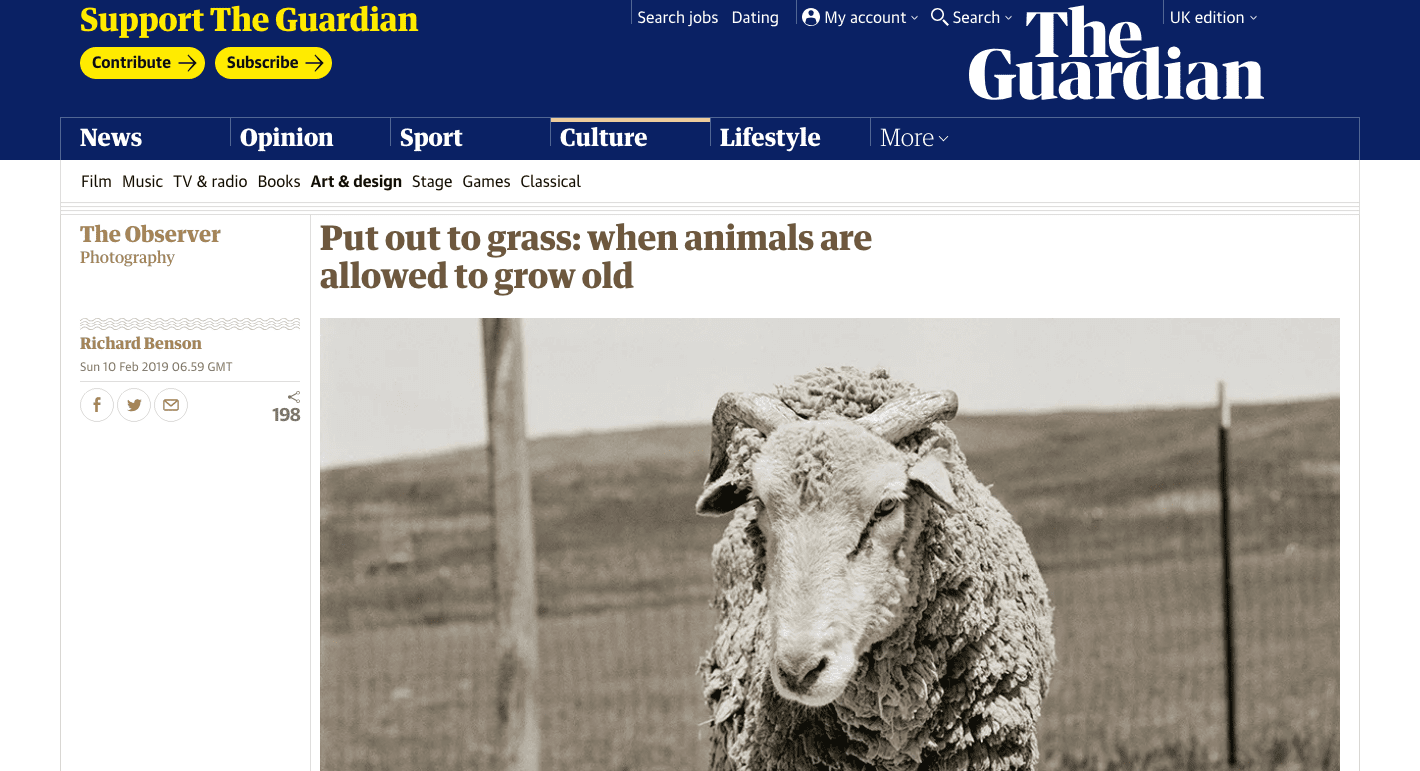 Support The Guardian
Contribute
Subscribe
Search jobs
Dating
My account
Search
UK edition
The
Guardian
News
Opinion
Sport
Culture
Lifestyle
More
Film
Music
TV & radio
Books
Art & design
Stage
Games
Classical
The Observer
Photography
Put out to grass: when animals are
allowed to grow old
Richard Benson
Sun 10 Feb 2019 06.59 GMT
198